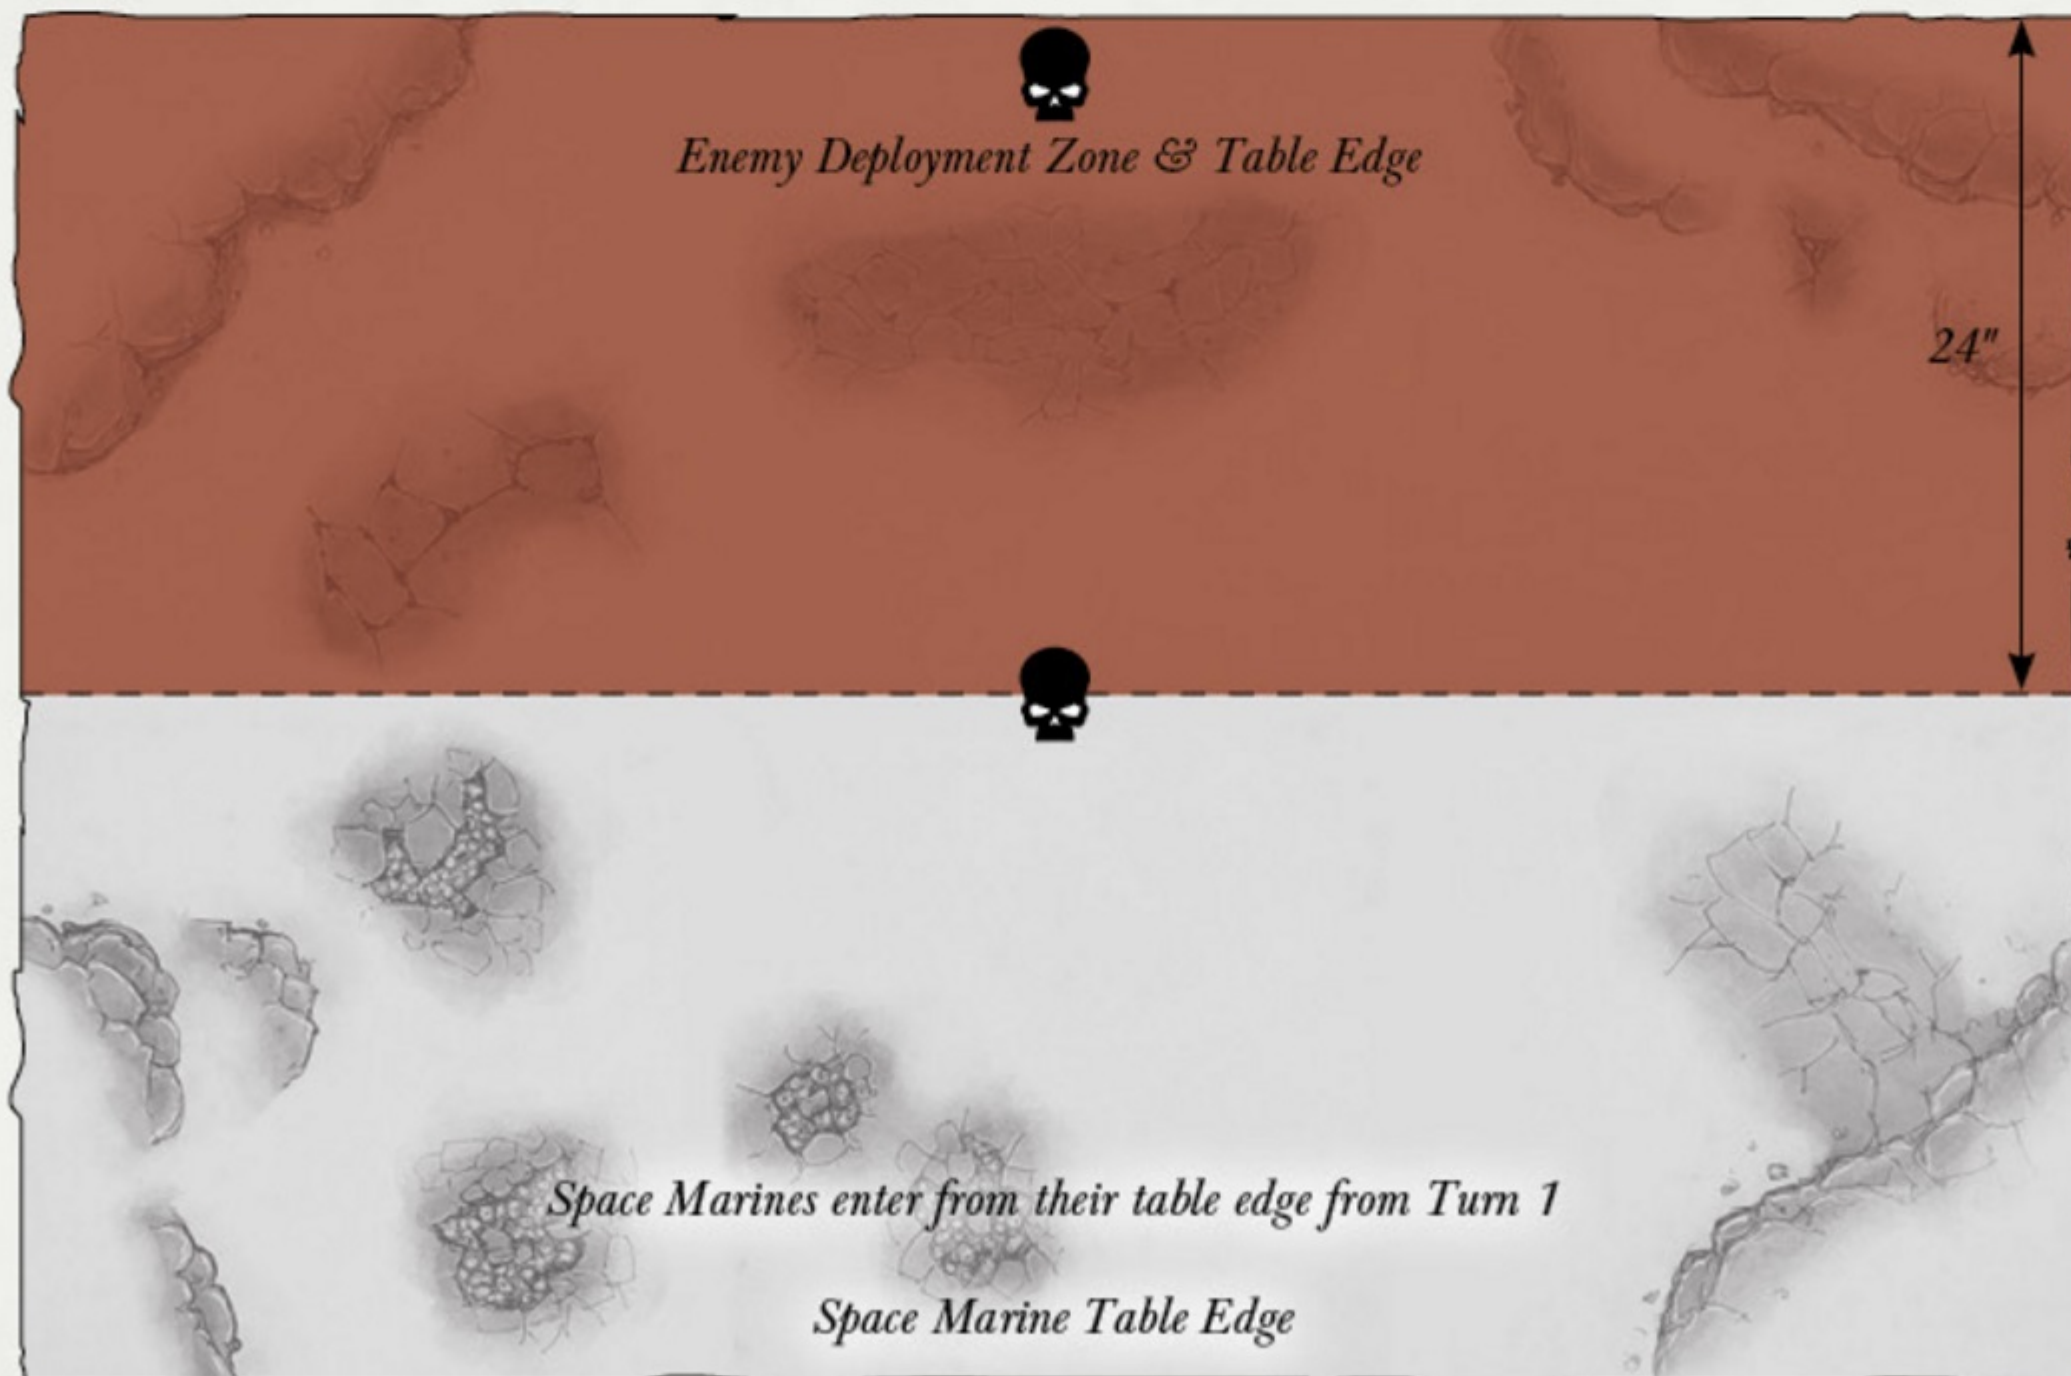 Enemy Deployment Zone & Table Edge
24"
Space Marines enter from their table edge from Turn 1
Space Marine Table Edge